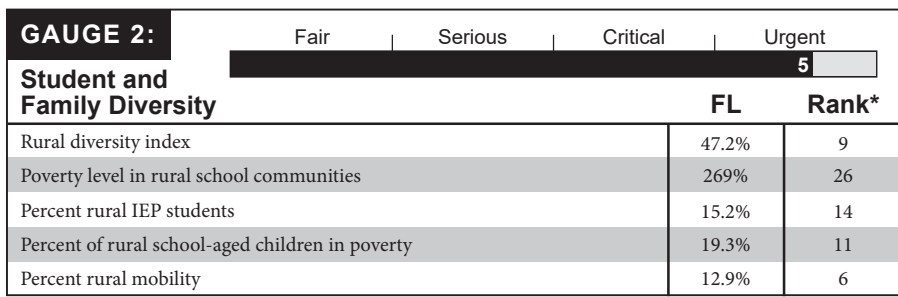 GAUGE 2:
Fair Serious Critical Urgent
5
Student and
Family Diversity
FL Rank*
Rural diversity index 47.2% 9
Poverty level in rural school communities 269% 26
Percent rural IEP students 15.2% 14
Percent of rural school-aged children in poverty 19.3% 11
Percent rural mobility 12.9% 6